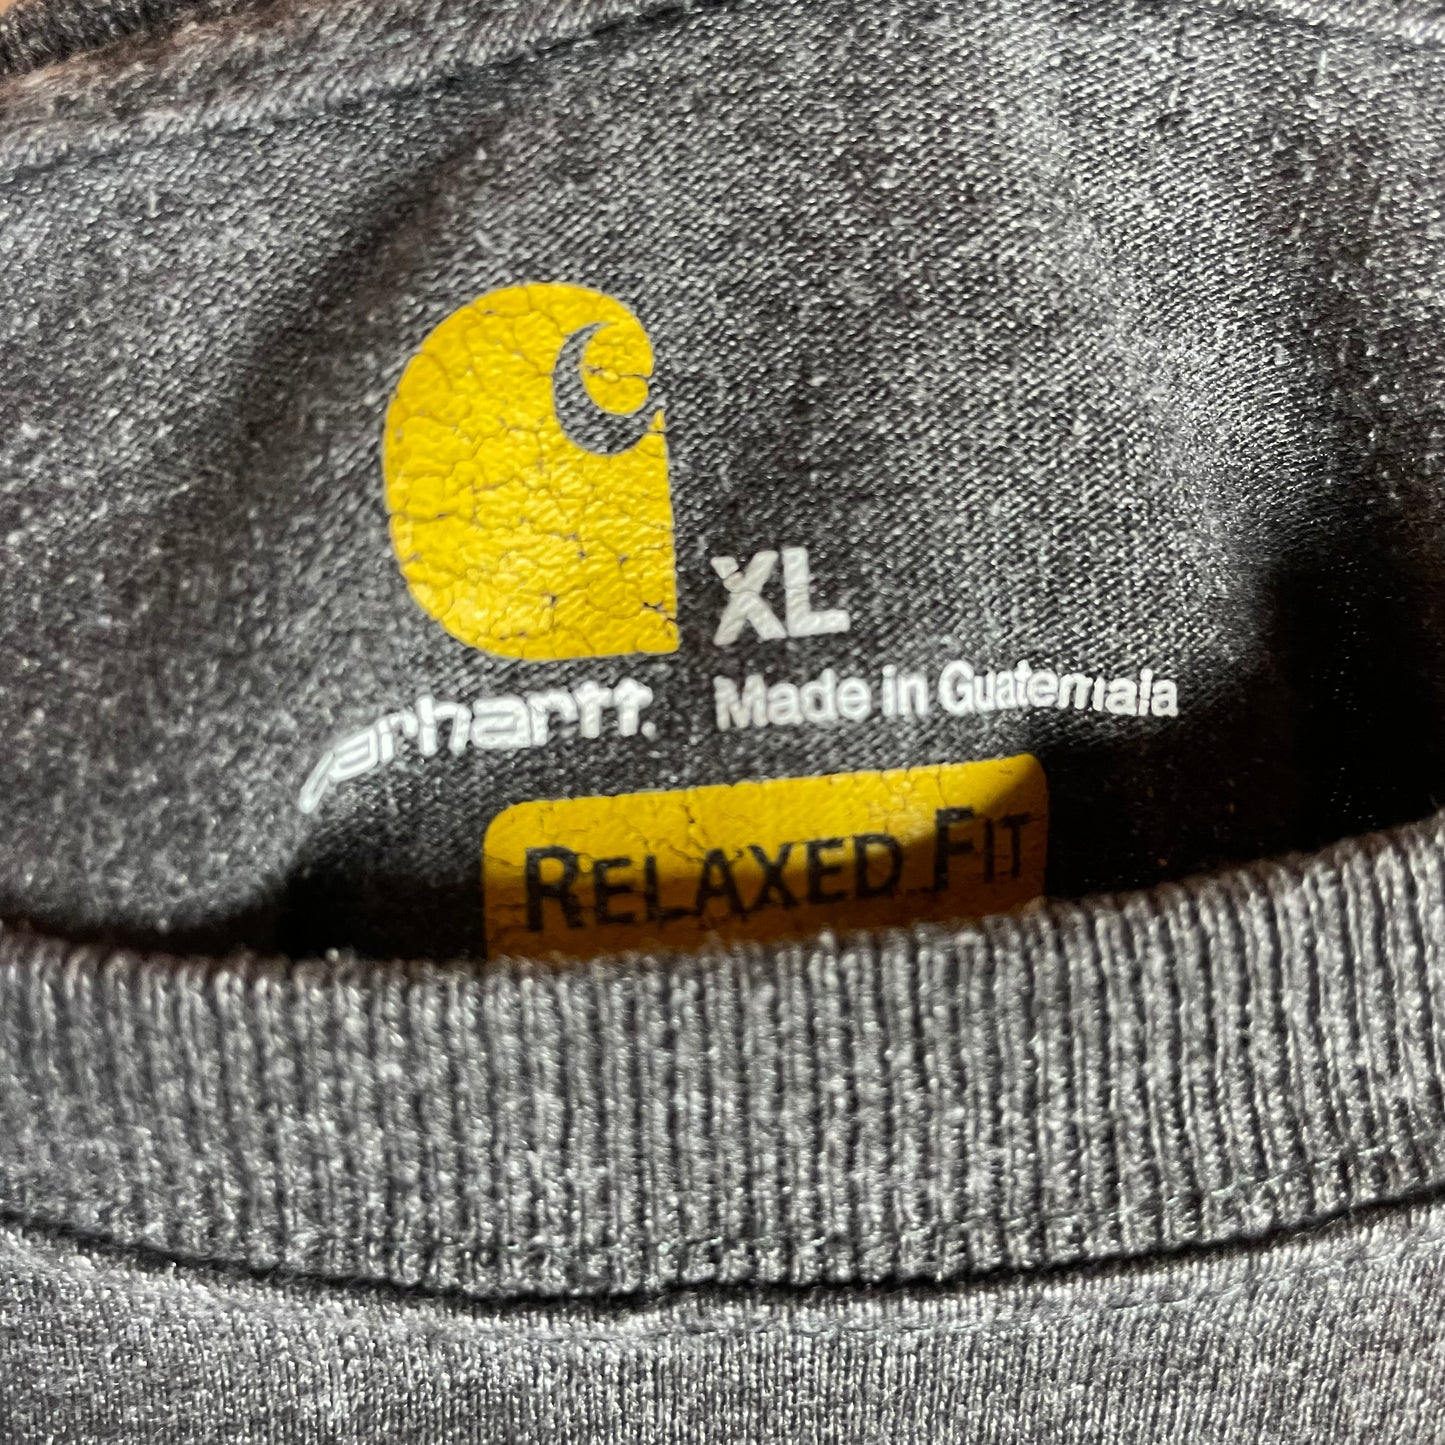 XL
carhartt.
Made in Guatemala
RELAXED FIT